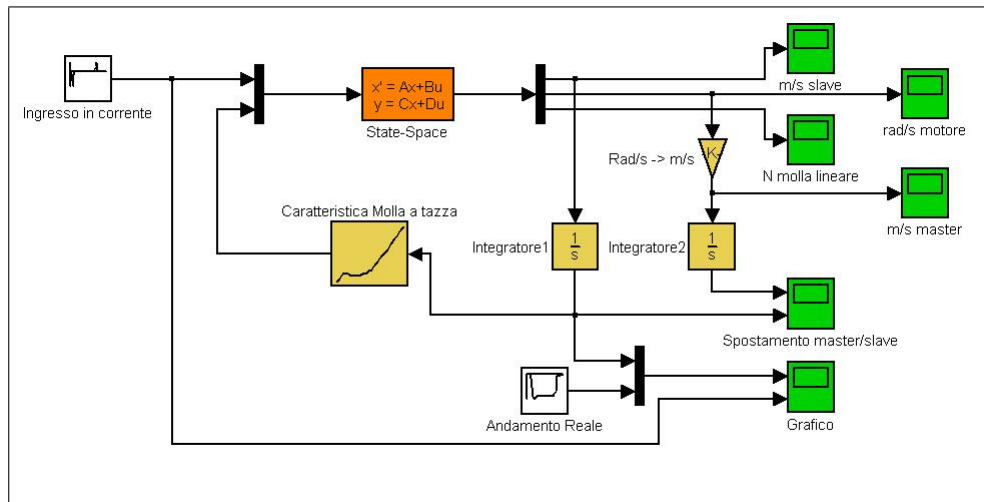 m/s slave
Ingresso in corrente
x' = Ax+Bu
y = Cx+Du
State-Space
rad/s motore
Rad/s -> m/s
K
N molla lineare
Caratteristica Molla a tazza
m/s master
Integratore1
1
s
Integratore2
1
s
Spostamento master/slave
Andamento Reale
Grafico